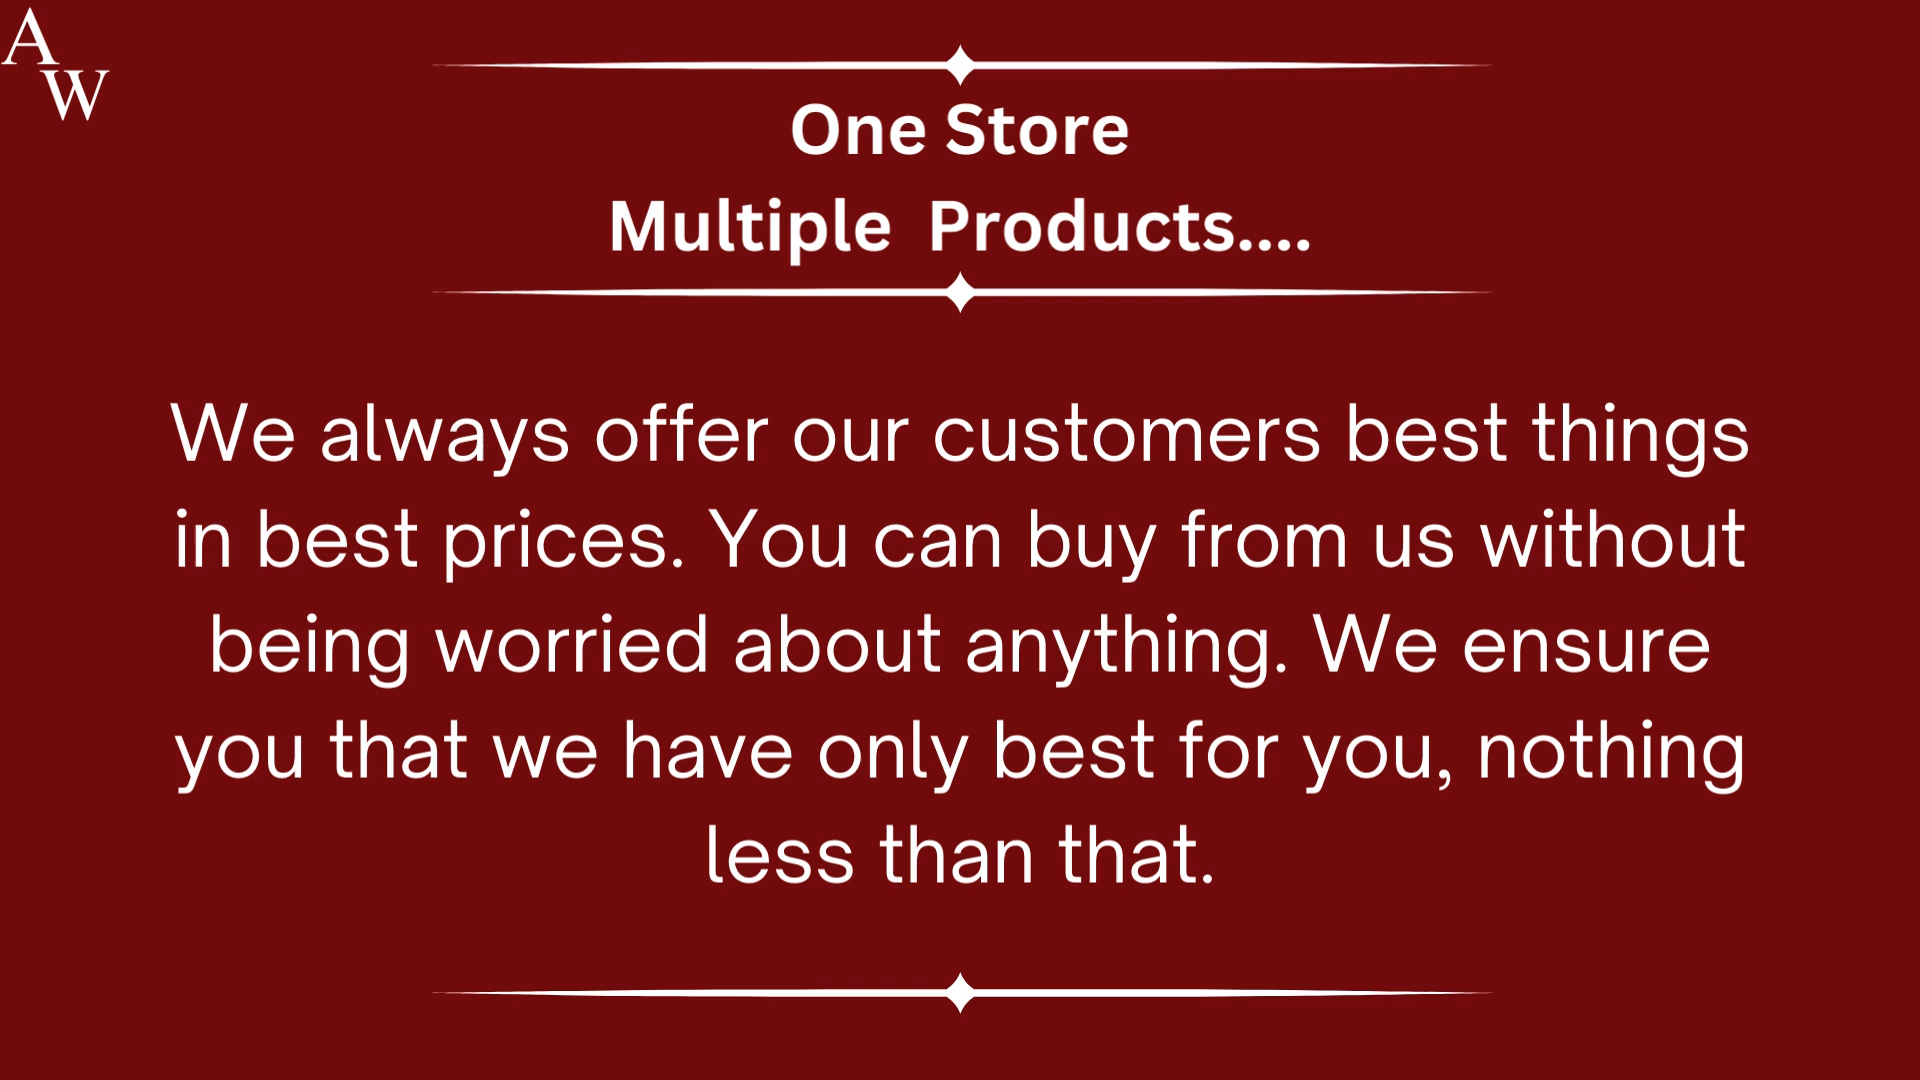 A
W
One Store
Multiple Products....
We always offer our customers best things
in best prices. You can buy from us without
being worried about anything. We ensure
you that we have only best for you, nothing
less than that.